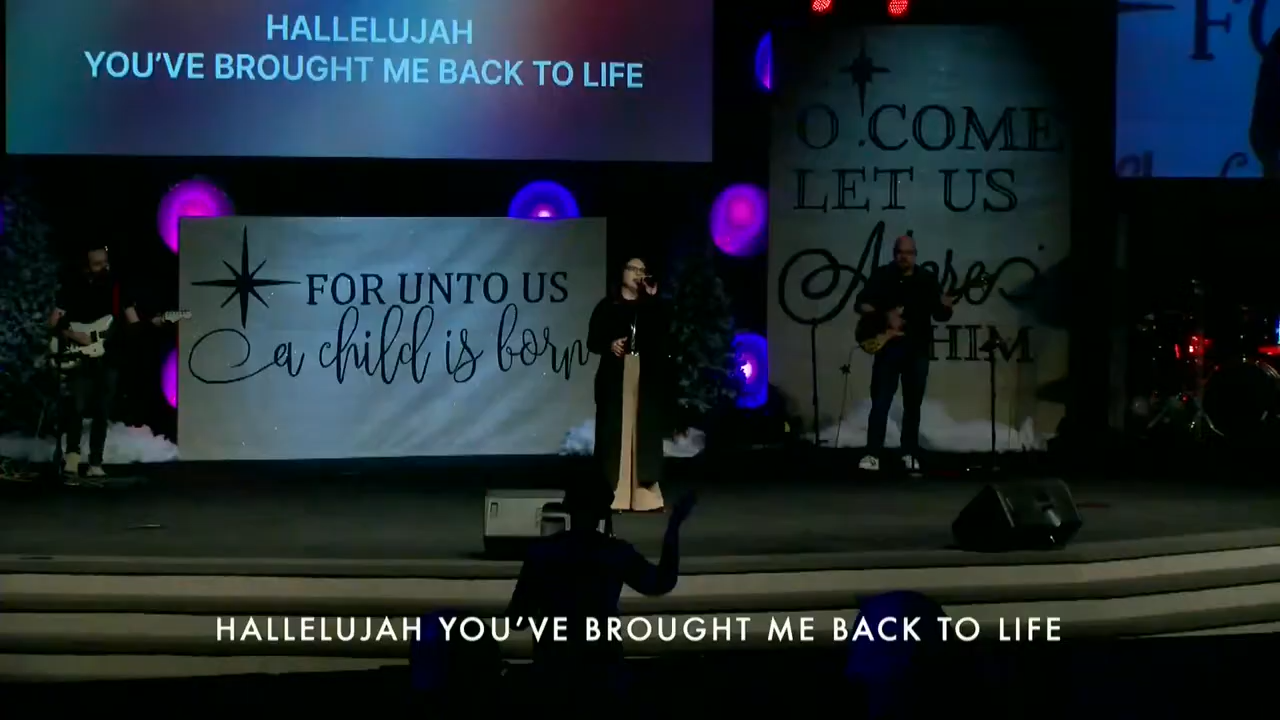 HALLELUJAH
YOU'VE BROUGHT ME BACK TO LIFE
O COME
LET US
Adore
HIM
FOR UNTO US
a child is born
HALLELUJAH YOU'VE BROUGHT ME BACK TO LIFE